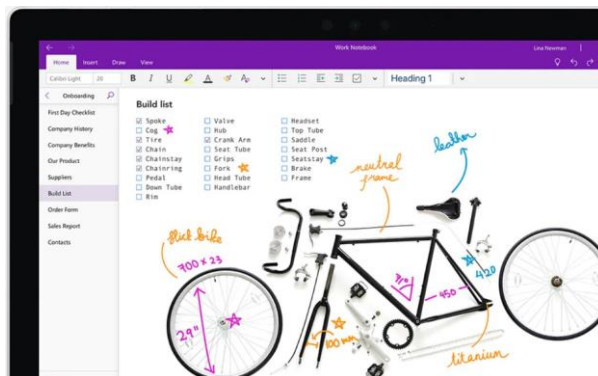 Work Notebook
Lina Newman
Home Insert Draw View
Calibri Light 20 B I U A Heading 1
Onboarding
First Day Checklist
Company History
Company Benefits
Our Product
Suppliers
Build List
Order Form
Sales Report
Contacts
Build list
Spoke Valve Headset
Cog Hub Top Tube
Tire Crank Arm Saddle
Chain Seat Tube Seat Post
Chainstay Grips Seatstay
Chainring Fork Brake
Pedal Head Tube Frame
Down Tube Handlebar
Rim
leather
neutral
frame
slick bike
700 x 23
29"
100 mm
450
420
titanium